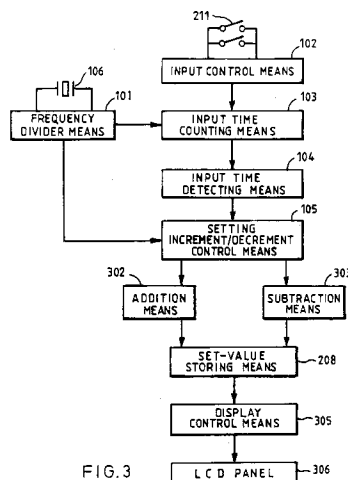 211
102
INPUT CONTROL MEANS
106
101
FREQUENCY
DIVIDER MEANS
103
INPUT TIME
COUNTING MEANS
104
INPUT TIME
DETECTING MEANS
105
SETTING
INCREMENT/DECREMENT
CONTROL MEANS
302
ADDITION
MEANS
303
SUBTRACTION
MEANS
SET-VALUE
STORING MEANS
208
DISPLAY
CONTROL MEANS
305
LCD PANEL
306
FIG.3